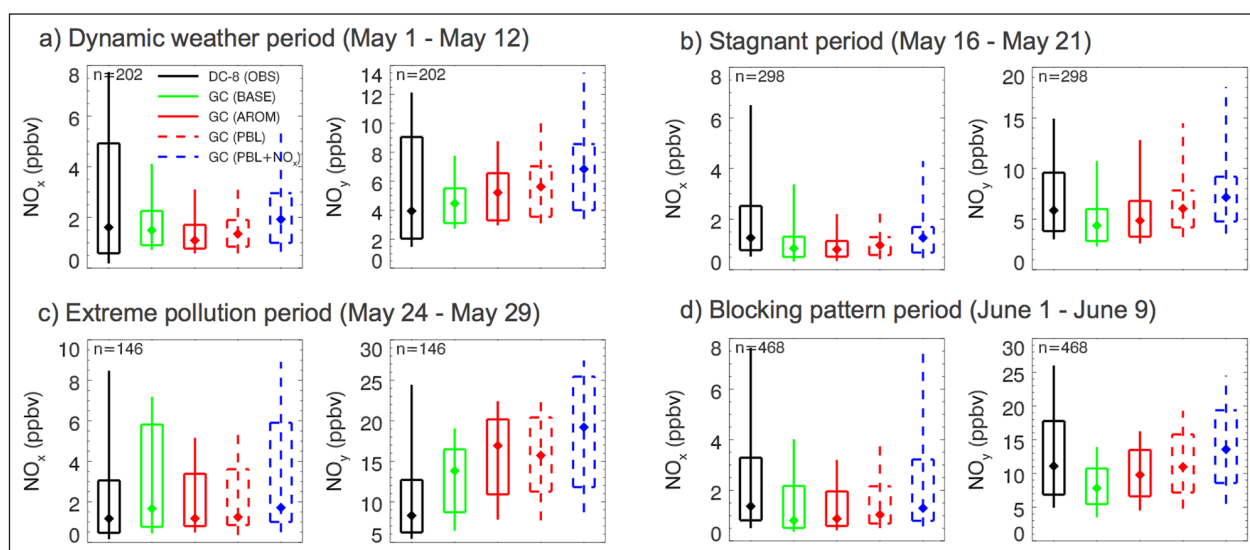 a) Dynamic weather period (May 1 - May 12)
n=202
DC-8 (OBS)
GC (BASE)
GC (AROM)
GC (PBL)
GC (PBL+NOx)
NOx (ppbv)
8
6
4
2
0
n=202
NOy (ppbv)
14
12
10
8
6
4
2
0
b) Stagnant period (May 16 - May 21)
n=298
NOx (ppbv)
8
6
4
2
0
n=298
NOy (ppbv)
20
15
10
5
0
c) Extreme pollution period (May 24 - May 29)
n=146
NOx (ppbv)
10
8
6
4
2
0
n=146
NOy (ppbv)
30
25
20
15
10
5
d) Blocking pattern period (June 1 - June 9)
n=468
NOx (ppbv)
8
6
4
2
0
n=468
NOy (ppbv)
30
25
20
15
10
5
0